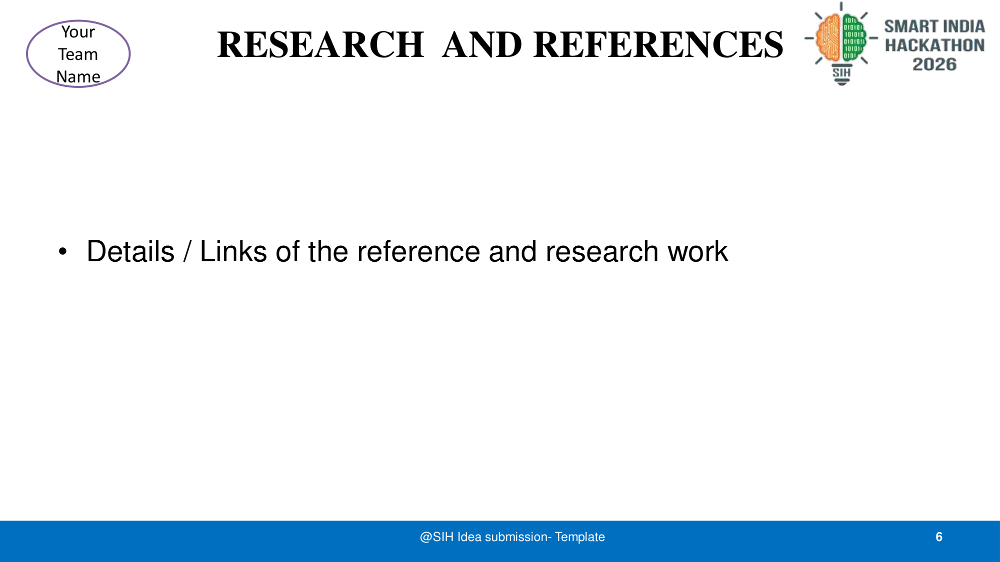 Your
Team
Name
RESEARCH  AND REFERENCES
SMART INDIA
HACKATHON
2026
SIH
• Details / Links of the reference and research work
@SIH Idea submission- Template
6